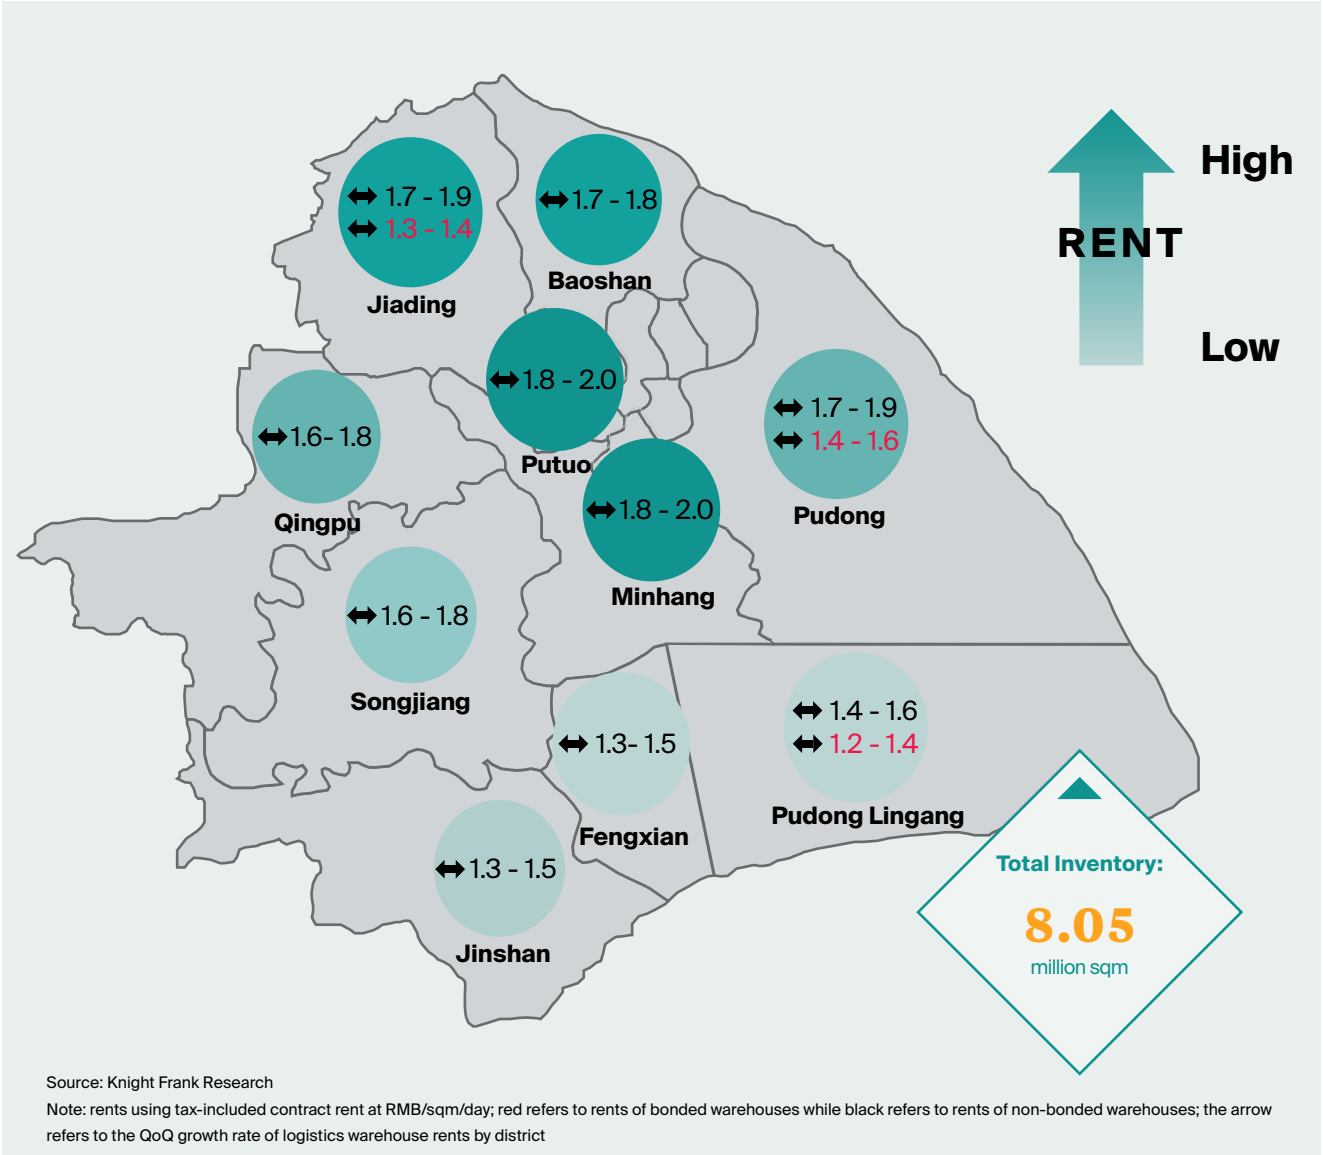 High
RENT
Low
1.7 - 1.9
1.3 - 1.4
Jiading
1.7 - 1.8
Baoshan
1.8 - 2.0
Putuo
1.6- 1.8
Qingpu
1.7 - 1.9
1.4 - 1.6
Pudong
1.8 - 2.0
Minhang
1.6 - 1.8
Songjiang
1.3- 1.5
Fengxian
1.4 - 1.6
1.2 - 1.4
Pudong Lingang
1.3 - 1.5
Jinshan
Total Inventory:
8.05
million sqm
Source: Knight Frank Research
Note: rents using tax-included contract rent at RMB/sqm/day; red refers to rents of bonded warehouses while black refers to rents of non-bonded warehouses; the arrow
refers to the QoQ growth rate of logistics warehouse rents by district